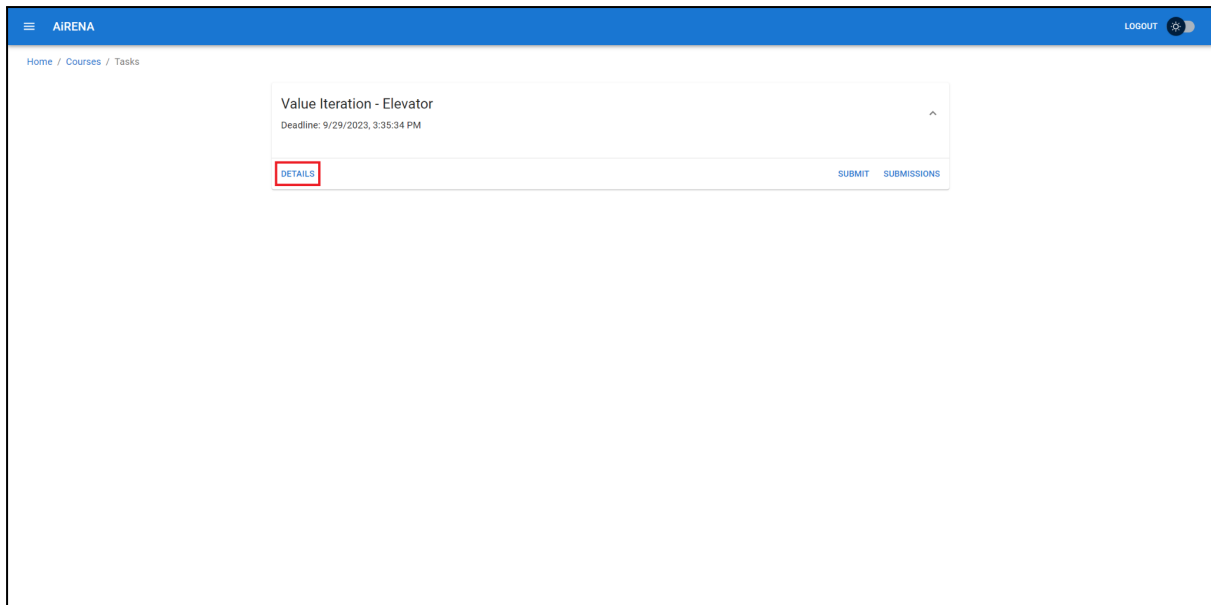 AiRENA LOGOUT
Home / Courses / Tasks
Value Iteration - Elevator
Deadline: 9/29/2023, 3:35:34 PM
DETAILS SUBMIT SUBMISSIONS